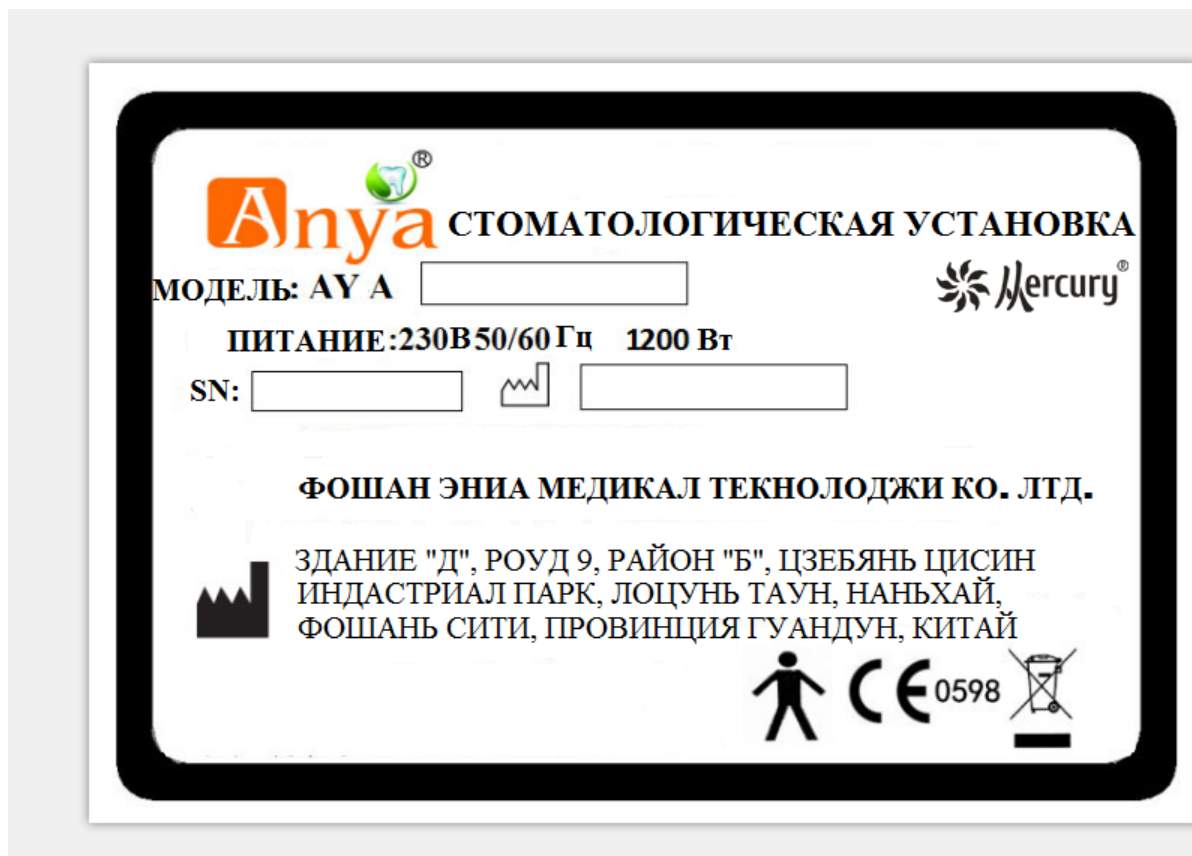 Anya® СТОМАТОЛОГИЧЕСКАЯ УСТАНОВКА
МОДЕЛЬ: AY A
Mercury®
ПИТАНИЕ:230В 50/60 Гц 1200 Вт
SN:
ФОШАН ЭНИА МЕДИКАЛ ТЕКНОЛОДЖИ КО. ЛТД.
ЗДАНИЕ "Д", РОУД 9, РАЙОН "Б", ЦЗЕБЯНЬ ЦИСИН
ИНДАСТРИАЛ ПАРК, ЛОЦУНЬ ТАУН, НАНЬХАЙ,
ФОШАНЬ СИТИ, ПРОВИНЦИЯ ГУАНДУН, КИТАЙ
CE 0598